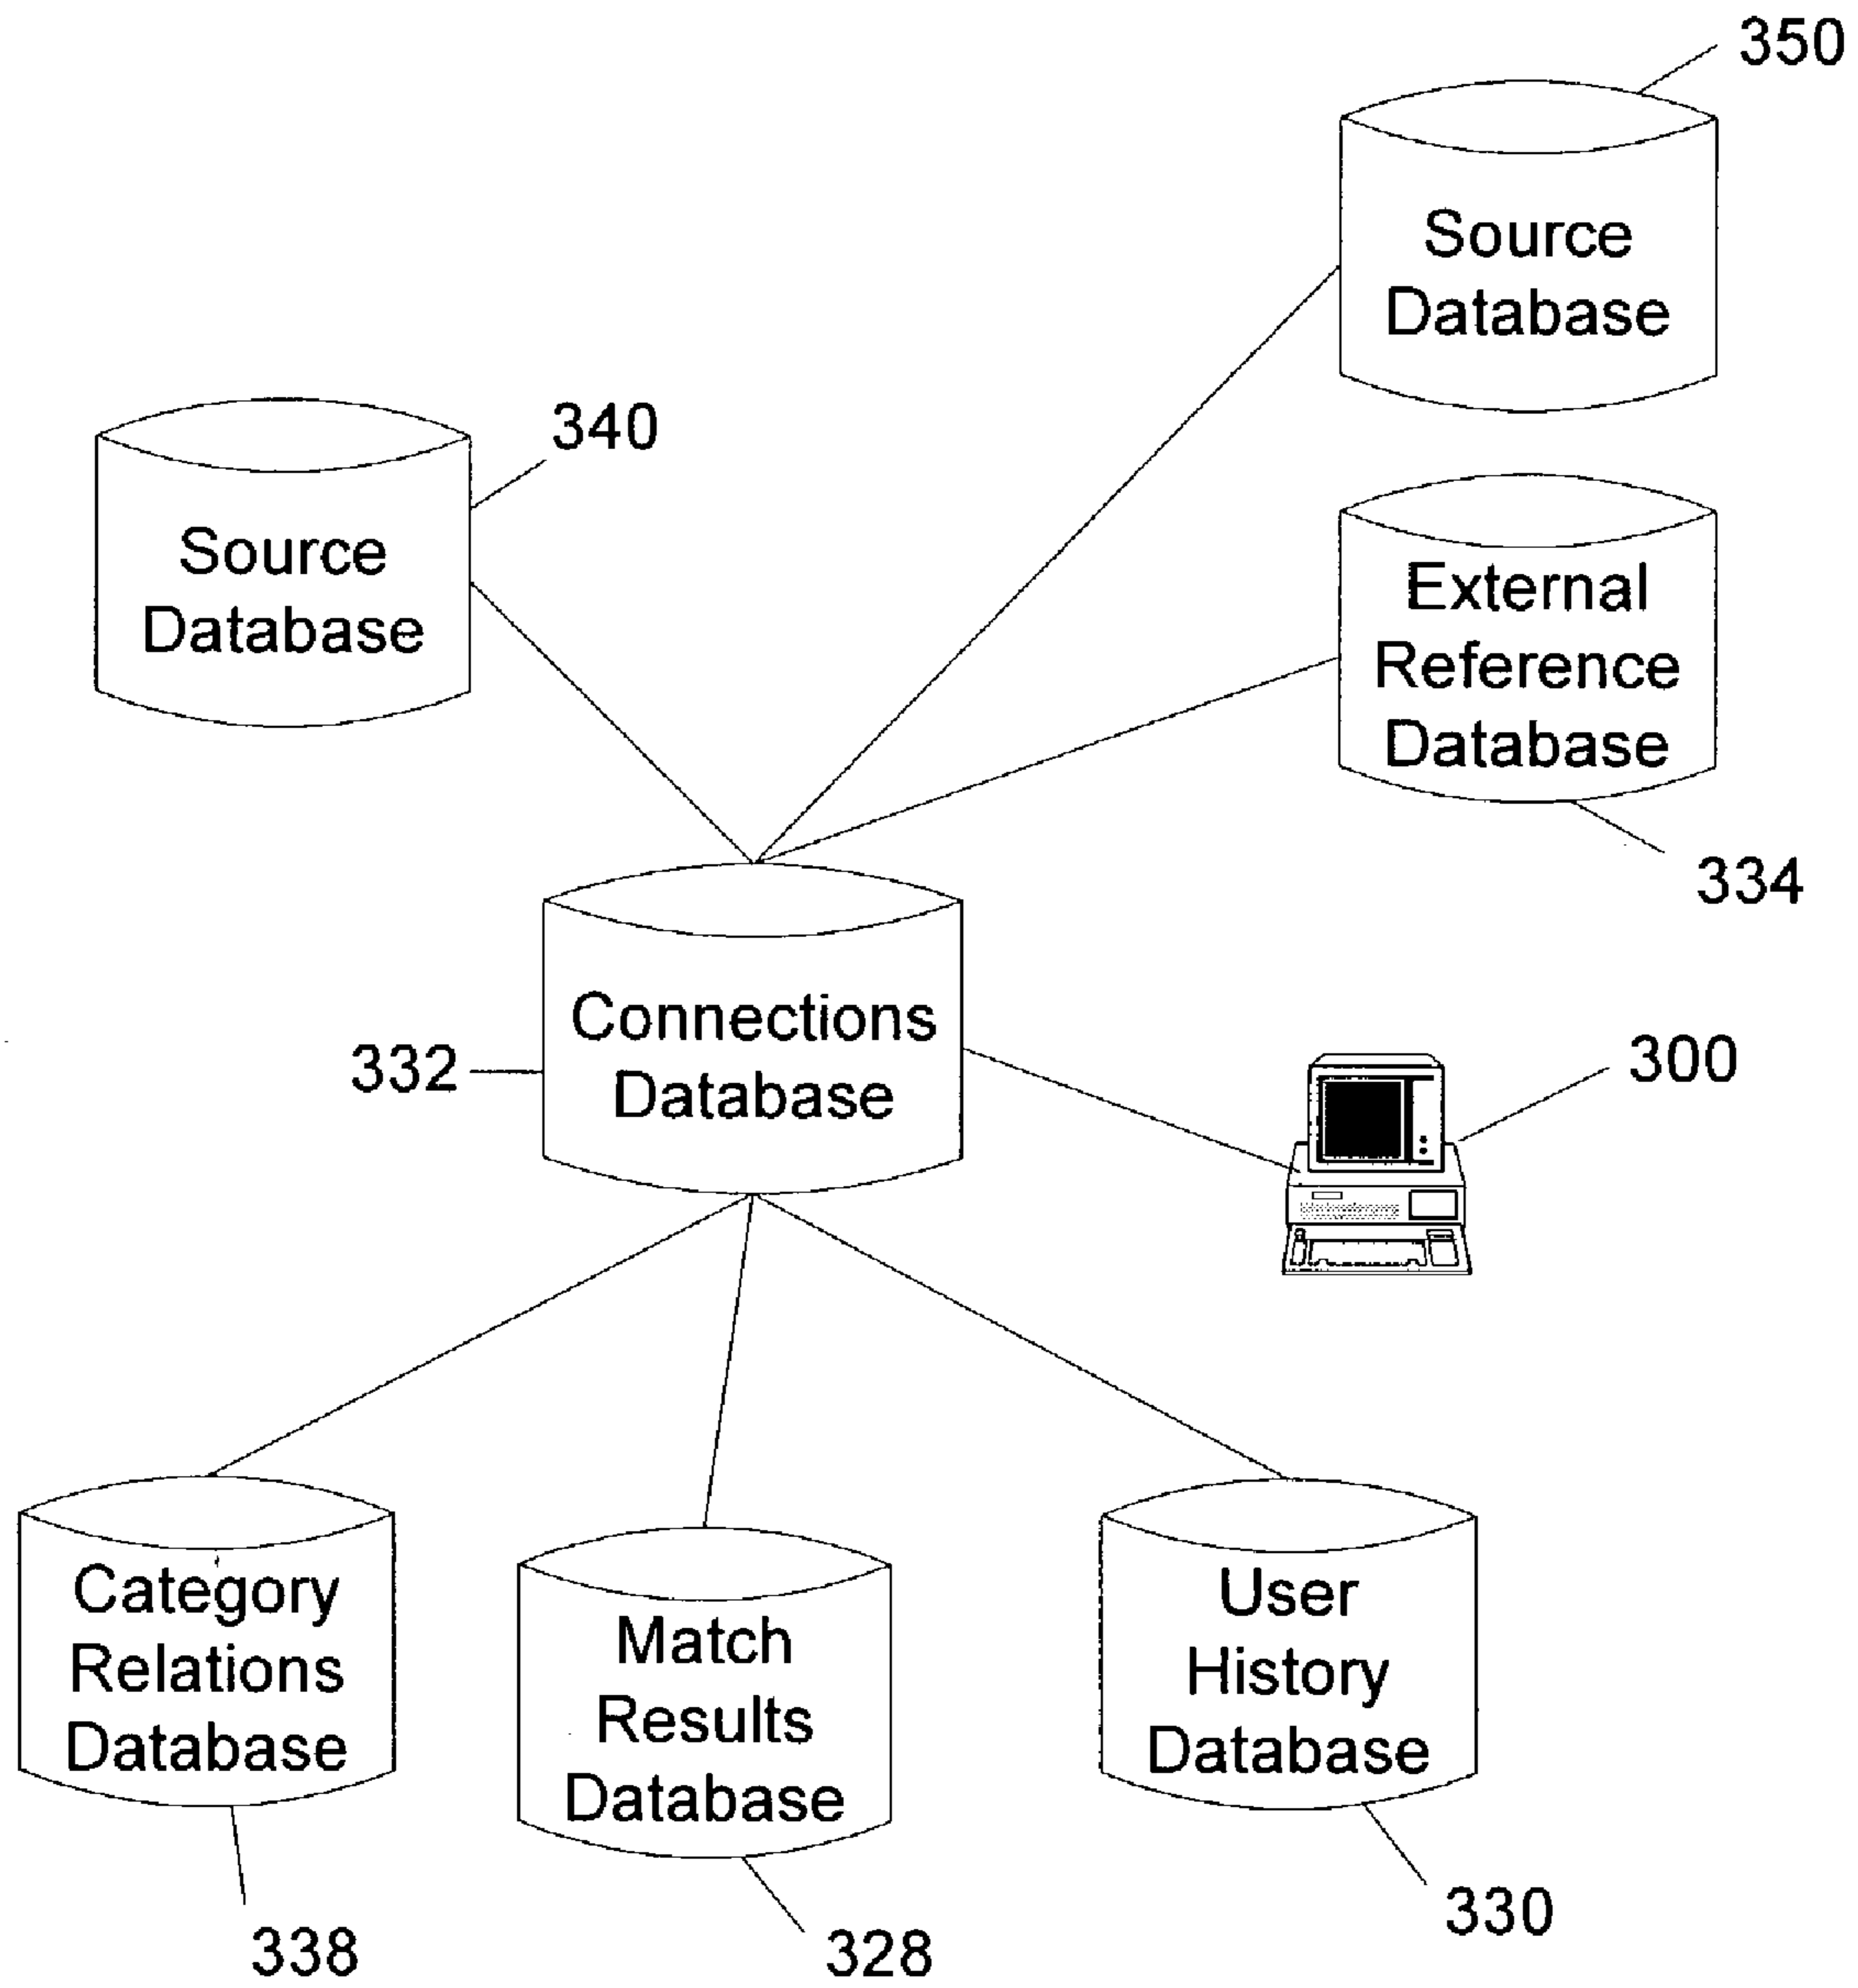 350
Source
Database
340
Source
Database
External
Reference
Database
334
Connections
Database
332
300
Category
Relations
Database
338
Match
Results
Database
328
User
History
Database
330